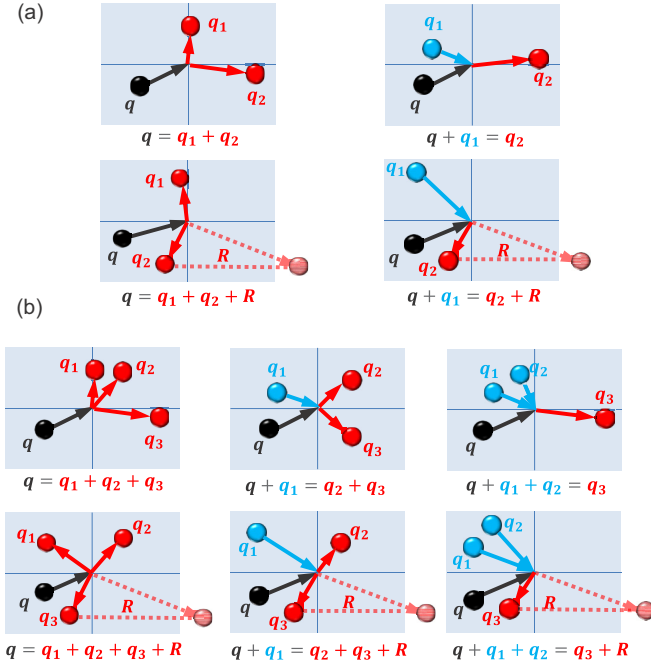 (a)
q₁
q
q₂
q = q₁ + q₂
q₁
q
q₂
q + q₁ = q₂
q₁
q
q₂
R
q = q₁ + q₂ + R
q₁
q
q₂
R
q + q₁ = q₂ + R
(b)
q₁
q₂
q
q₃
q = q₁ + q₂ + q₃
q₁
q₂
q
q₃
q + q₁ = q₂ + q₃
q₁
q₂
q
q₃
q + q₁ + q₂ = q₃
q₁
q₂
q
q₃
R
q = q₁ + q₂ + q₃ + R
q₁
q₂
q
q₃
R
q + q₁ = q₂ + q₃ + R
q₂
q₁
q
q₃
R
q + q₁ + q₂ = q₃ + R